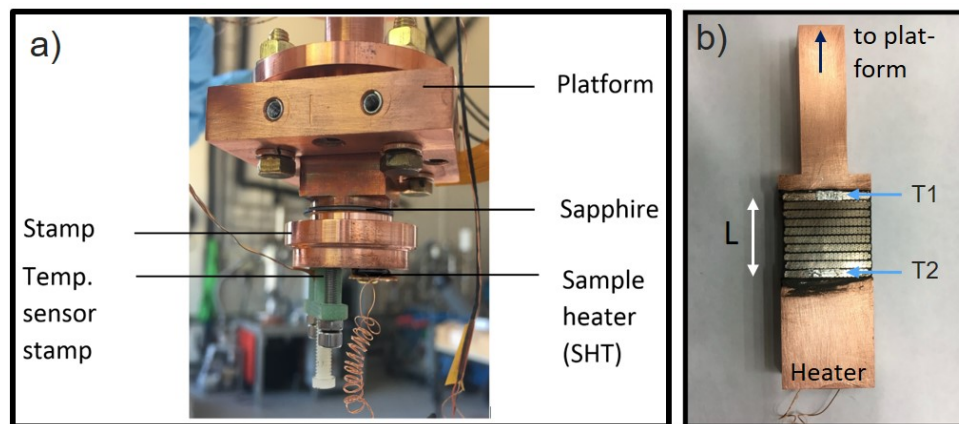 a)
Platform
Stamp
Sapphire
Temp.
sensor
stamp
Sample
heater
(SHT)
b)
to plat-
form
T1
L
T2
Heater